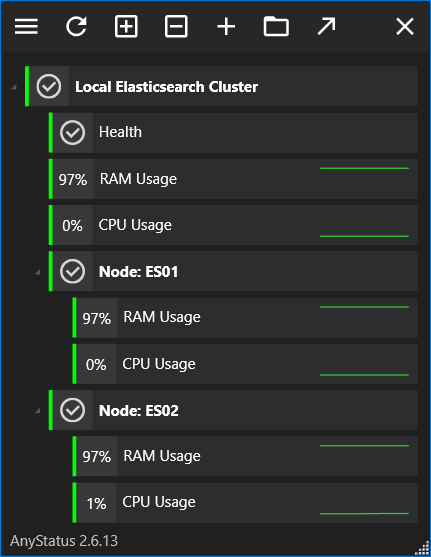 Local Elasticsearch Cluster
Health
97% RAM Usage
0% CPU Usage
Node: ES01
97% RAM Usage
0% CPU Usage
Node: ES02
97% RAM Usage
1% CPU Usage
AnyStatus 2.6.13